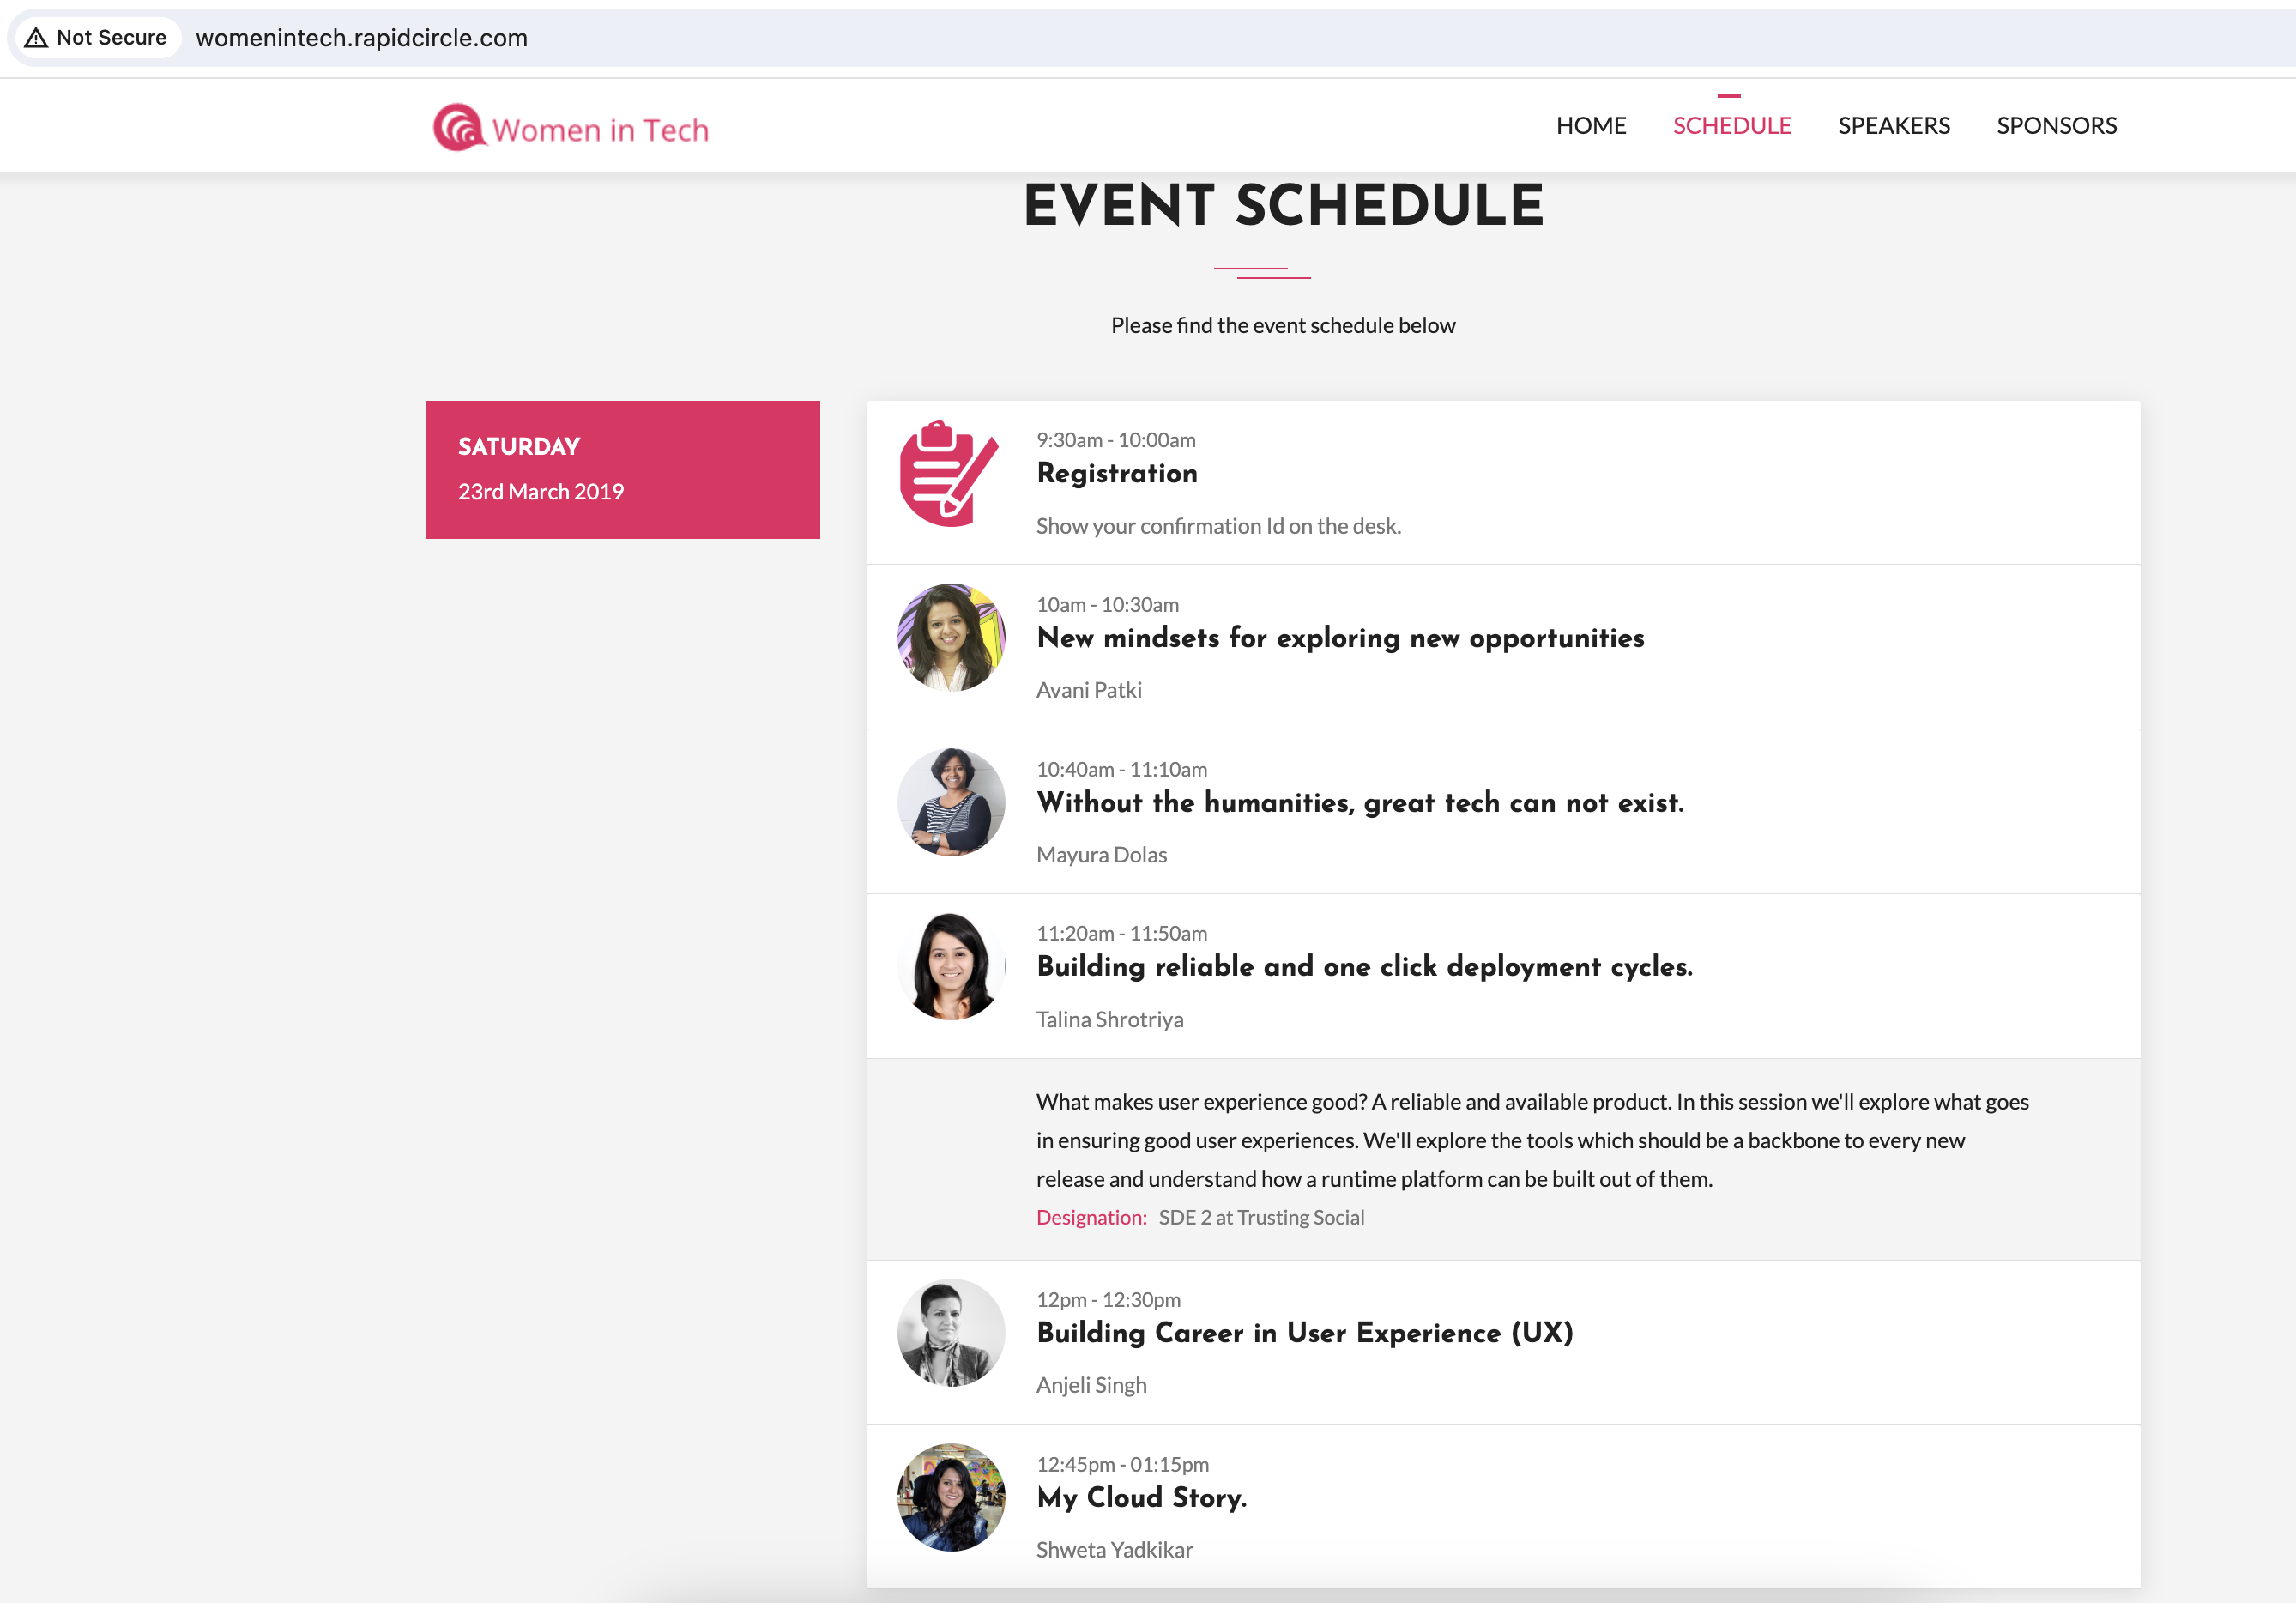 Not Secure womenintech.rapidcircle.com
Women in Tech
HOME SCHEDULE SPEAKERS SPONSORS
EVENT SCHEDULE
Please find the event schedule below
SATURDAY
23rd March 2019
9:30am - 10:00am
Registration
Show your confirmation Id on the desk.
10am - 10:30am
New mindsets for exploring new opportunities
Avani Patki
10:40am - 11:10am
Without the humanities, great tech can not exist.
Mayura Dolas
11:20am - 11:50am
Building reliable and one click deployment cycles.
Talina Shrotriya
What makes user experience good? A reliable and available product. In this session we'll explore what goes
in ensuring good user experiences. We'll explore the tools which should be a backbone to every new
release and understand how a runtime platform can be built out of them.
Designation: SDE 2 at Trusting Social
12pm - 12:30pm
Building Career in User Experience (UX)
Anjeli Singh
12:45pm - 01:15pm
My Cloud Story.
Shweta Yadkikar